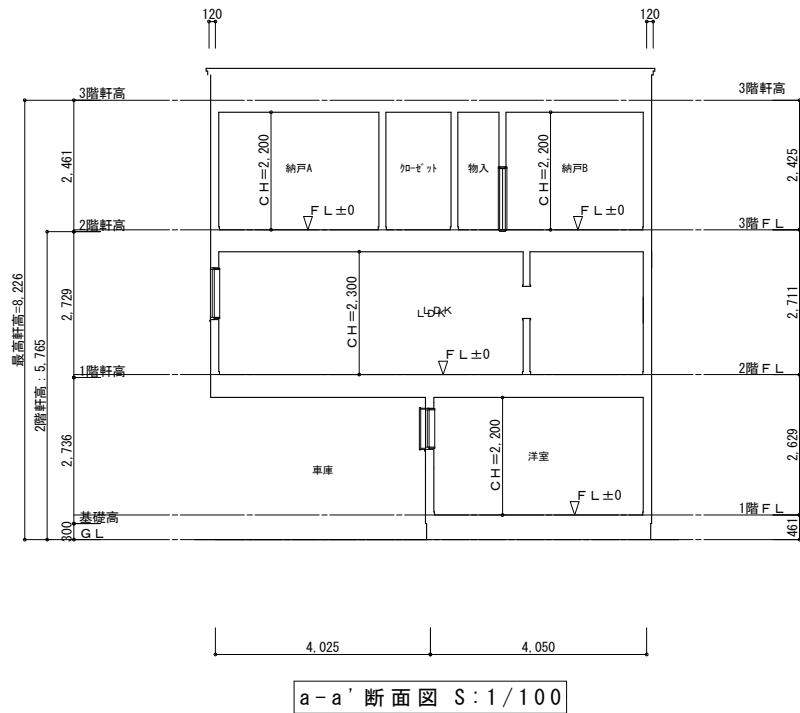 120
120
3階軒高
3階軒高
2,461
CH=2,200
納戸A
クローゼット
物入
CH=2,200
納戸B
2,425
FL±0
FL±0
2階軒高
3階FL
最高軒高=8,226
2階軒高:5,765
2,729
CH=2,300
LDK
LDK
2,711
FL±0
1階軒高
2階FL
2,736
車庫
CH=2,200
洋室
2,629
FL±0
基礎高
1階FL
300
GL
461
4,025
4,050
a-a'断面図 S:1/100